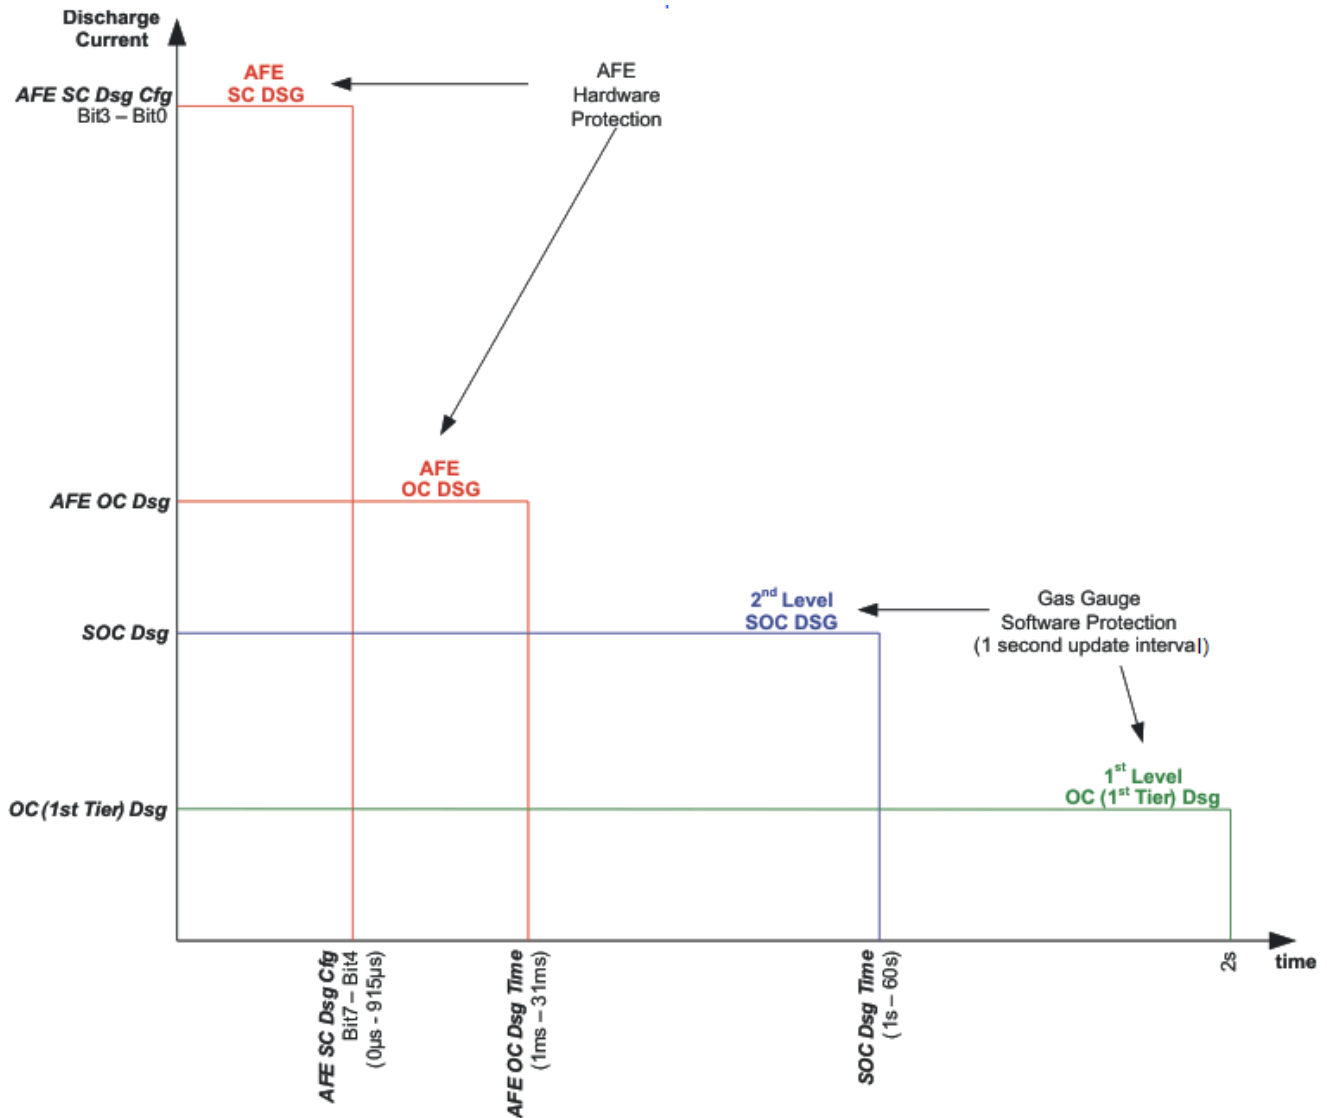 Discharge
Current
AFE SC Dsg Cfg
Bit3 – Bit0
AFE
SC DSG
AFE
Hardware
Protection
AFE
OC DSG
AFE OC Dsg
2nd Level
SOC DSG
SOC Dsg
Gas Gauge
Software Protection
(1 second update interval)
1st Level
OC (1st Tier) Dsg
OC (1st Tier) Dsg
AFE SC Dsg Cfg
Bit7 – Bit4
(0µs - 915µs)
AFE OC Dsg Time
(1ms – 31ms)
SOC Dsg Time
(1s – 60s)
2s
time